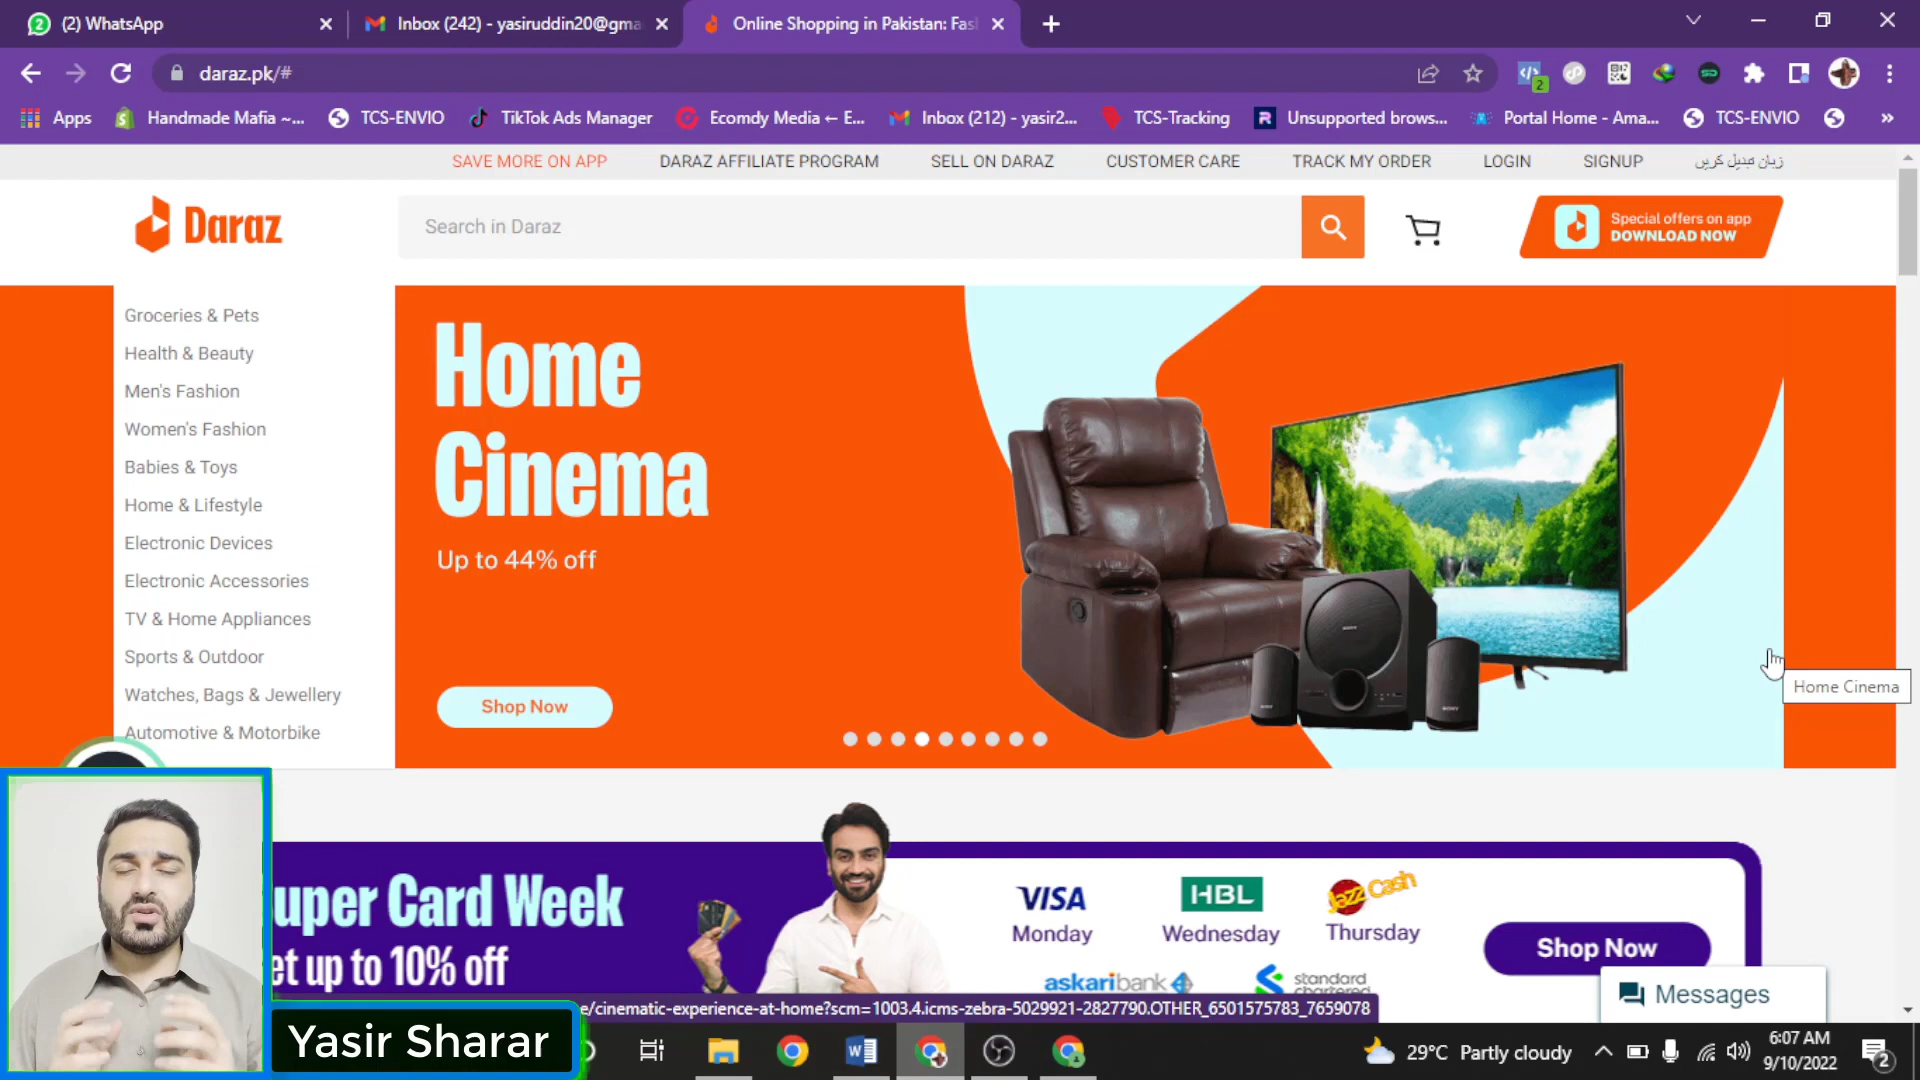 (2) WhatsApp
Inbox (242) - yasiruddin20@gma
Online Shopping in Pakistan: Fas
daraz.pk/#
2
Apps
Handmade Mafia ~...
TCS-ENVIO
TikTok Ads Manager
Ecomdy Media ← E...
Inbox (212) - yasir2...
TCS-Tracking
Unsupported brows...
Portal Home - Ama...
TCS-ENVIO
SAVE MORE ON APP
DARAZ AFFILIATE PROGRAM
SELL ON DARAZ
CUSTOMER CARE
TRACK MY ORDER
LOGIN
SIGNUP
زبان تبدیل کریں
Daraz
Search in Daraz
Special offers on app
DOWNLOAD NOW
Groceries & Pets
Health & Beauty
Men's Fashion
Women's Fashion
Babies & Toys
Home & Lifestyle
Electronic Devices
Electronic Accessories
TV & Home Appliances
Sports & Outdoor
Watches, Bags & Jewellery
Automotive & Motorbike
Home
Cinema
Up to 44% off
Shop Now
SONY
Home Cinema
uper Card Week
et up to 10% off
VISA
Monday
HBL
Wednesday
Jazz Cash
Thursday
askaribank
standard
chartered
Shop Now
Messages
e/cinematic-experience-at-home?scm=1003.4.icms-zebra-5029921-2827790.OTHER_6501575783_7659078
Yasir Sharar
29°C Partly cloudy
6:07 AM
9/10/2022
2